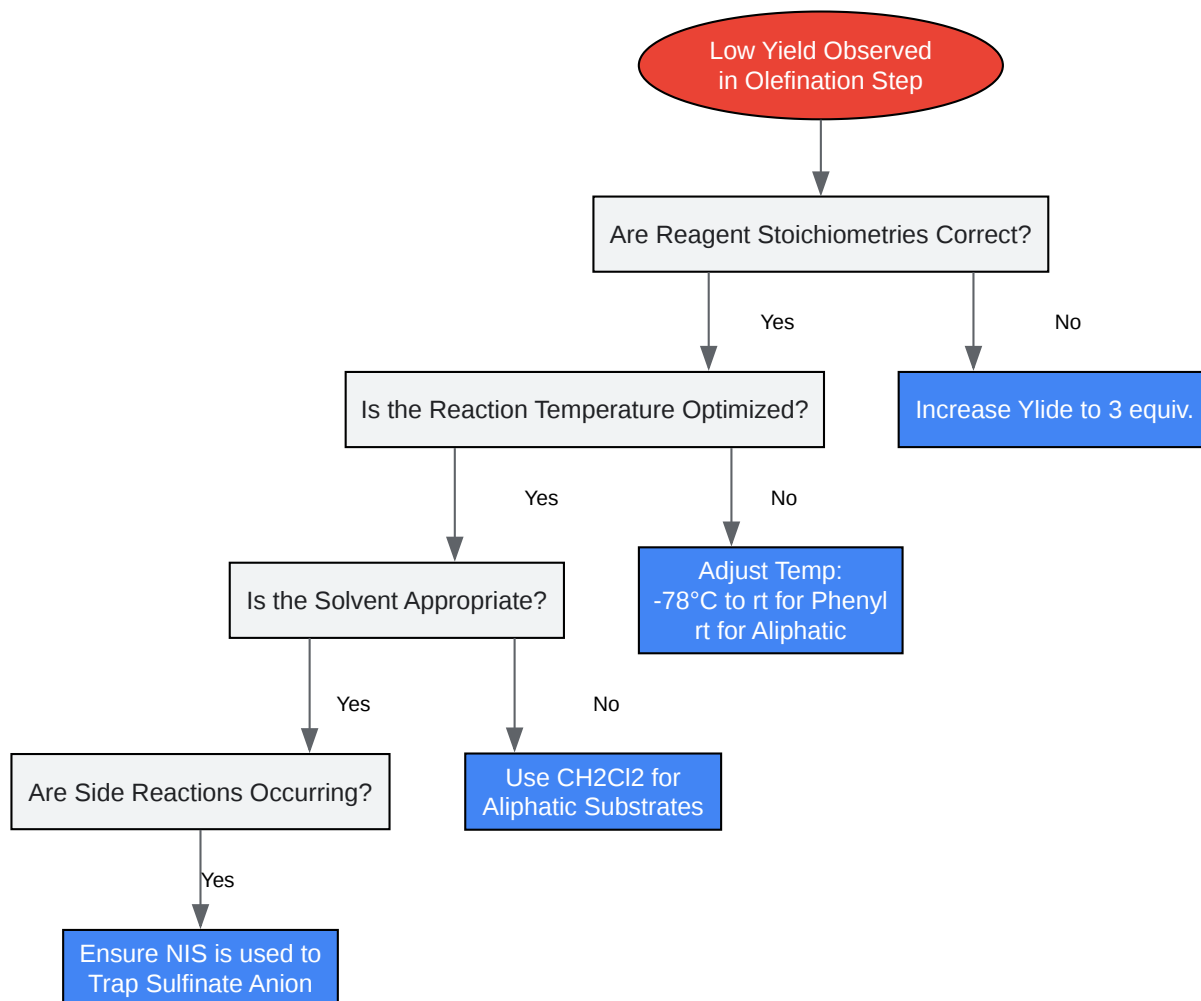 Low Yield Observed
in Olefination Step
Are Reagent Stoichiometries Correct?
Yes
No
Is the Reaction Temperature Optimized?
Increase Ylide to 3 equiv.
Yes
No
Is the Solvent Appropriate?
Adjust Temp:
-78°C to rt for Phenyl
rt for Aliphatic
Yes
No
Are Side Reactions Occurring?
Use CH2Cl2 for
Aliphatic Substrates
Yes
Ensure NIS is used to
Trap Sulfinate Anion